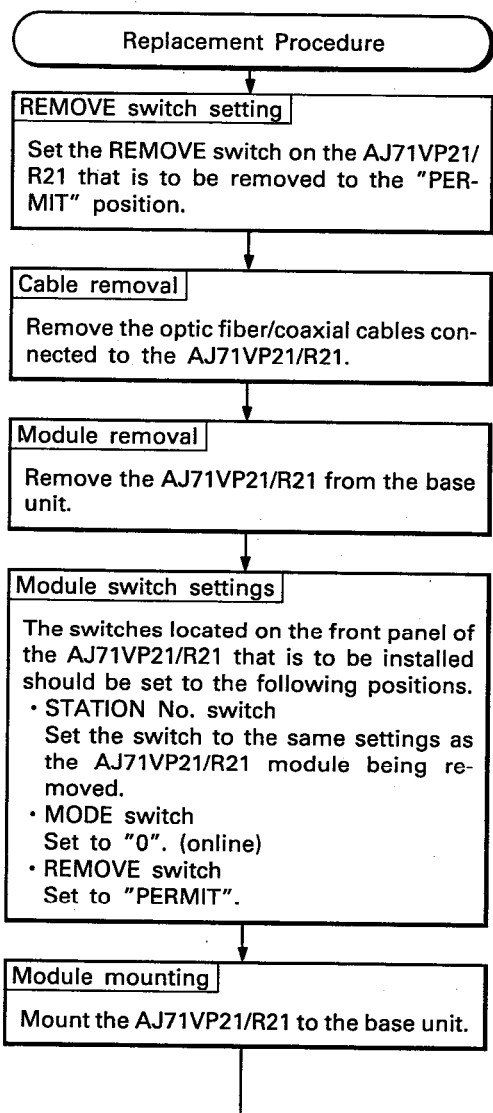 Replacement Procedure
REMOVE switch setting
Set the REMOVE switch on the AJ71VP21/
R21 that is to be removed to the "PER-
MIT" position.
Cable removal
Remove the optic fiber/coaxial cables con-
nected to the AJ71VP21/R21.
Module removal
Remove the AJ71VP21/R21 from the base
unit.
Module switch settings
The switches located on the front panel of
the AJ71VP21/R21 that is to be installed
should be set to the following positions.
· STATION No. switch
Set the switch to the same settings as
the AJ71VP21/R21 module being re-
moved.
· MODE switch
Set to "0". (online)
· REMOVE switch
Set to "PERMIT".
Module mounting
Mount the AJ71VP21/R21 to the base unit.